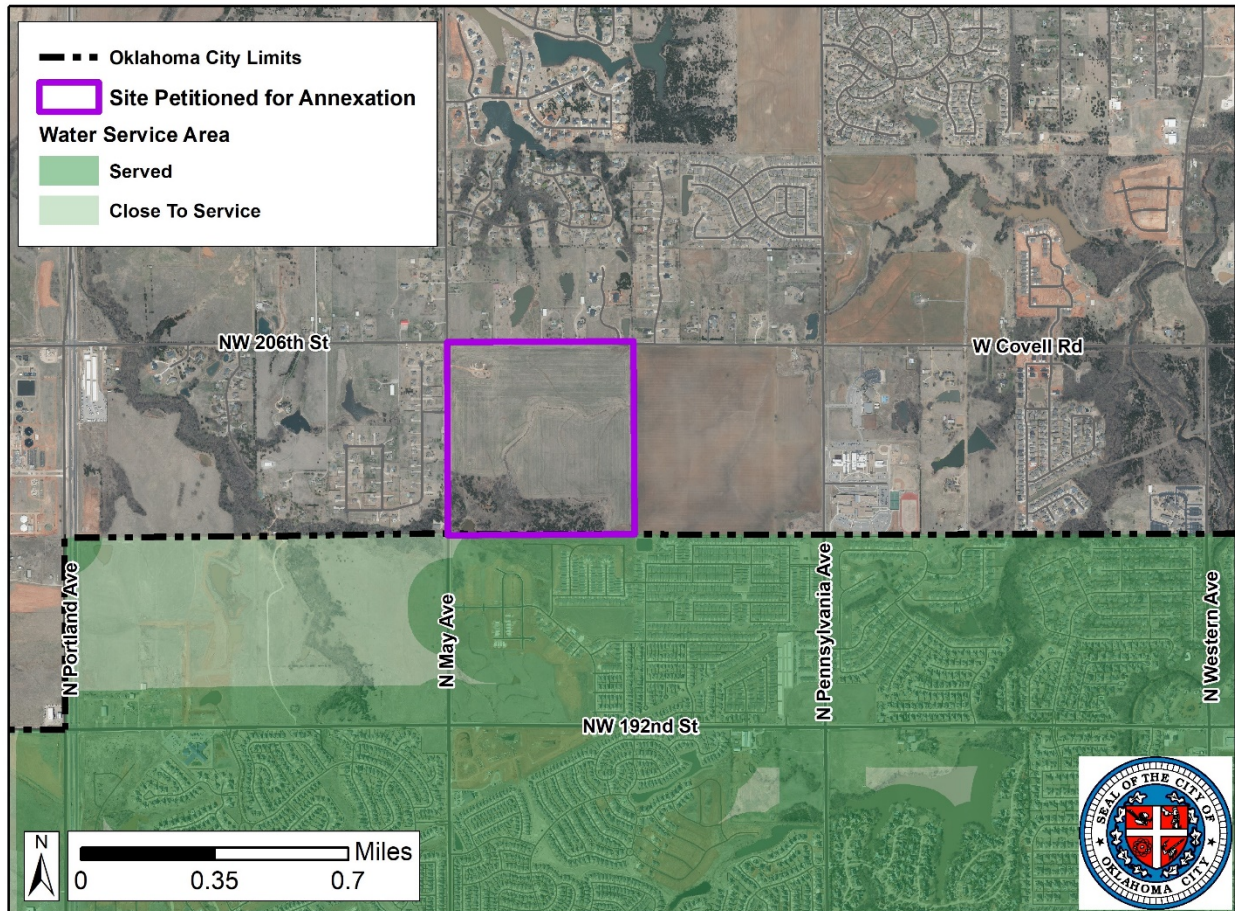 Oklahoma City Limits
Site Petitioned for Annexation
Water Service Area
Served
Close To Service
NW 206th St
W Covell Rd
N Portland Ave
N May Ave
N Pennsylvania Ave
N Western Ave
NW 192nd St
N
Miles
0 0.35 0.7
SEAL OF THE CITY OF
OKLAHOMA CITY